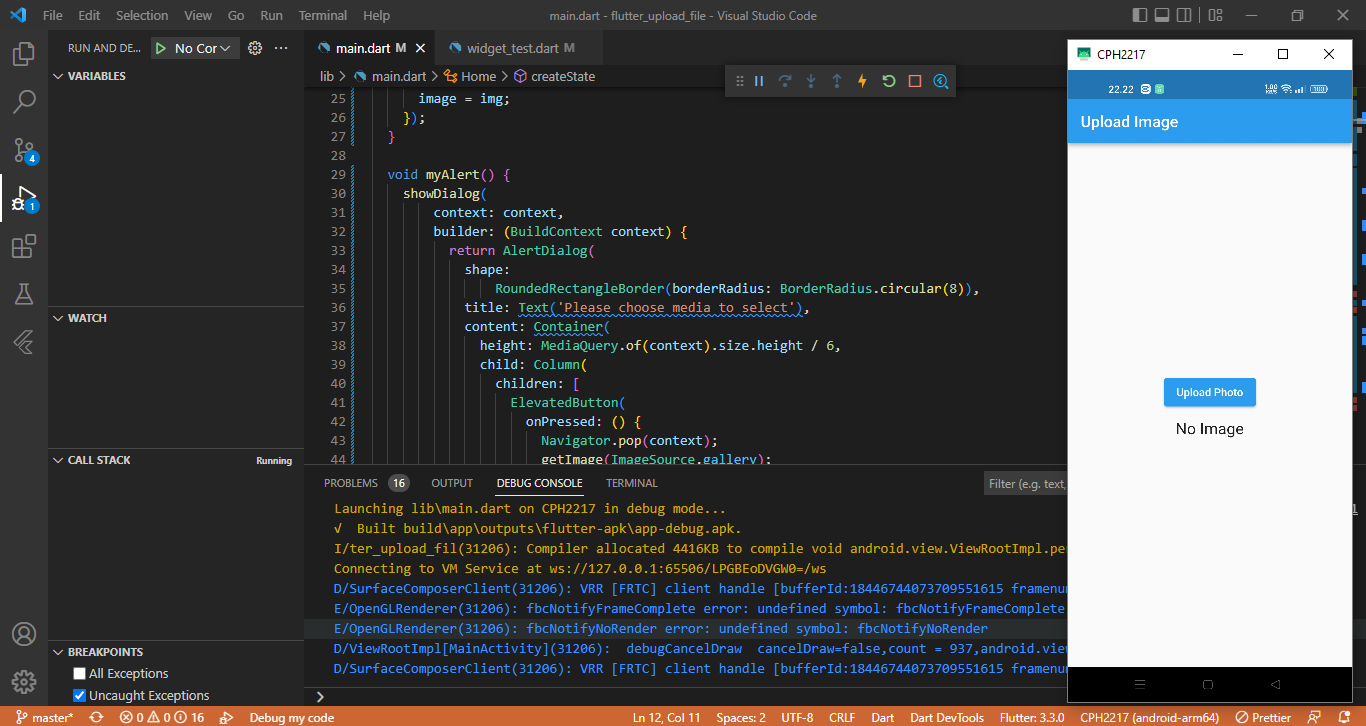 File Edit Selection View Go Run Terminal Help
main.dart - flutter_upload_file - Visual Studio Code
RUN AND DE...
No Cor
main.dart M
widget_test.dart M
lib > main.dart > Home > createState
VARIABLES
WATCH
CALL STACK
Running
BREAKPOINTS
All Exceptions
Uncaught Exceptions
4
1
25 image = img;
26 });
27 }
28
29 void myAlert() {
30 showDialog(
31 context: context,
32 builder: (BuildContext context) {
33 return AlertDialog(
34 shape:
35 RoundedRectangleBorder(borderRadius: BorderRadius.circular(8)),
36 title: Text('Please choose media to select'),
37 content: Container(
38 height: MediaQuery.of(context).size.height / 6,
39 child: Column(
40 children: [
41 ElevatedButton(
42 onPressed: () {
43 Navigator.pop(context);
44 getImage(ImageSource.gallery);
PROBLEMS 16 OUTPUT DEBUG CONSOLE TERMINAL
Filter (e.g. text,
Launching lib\main.dart on CPH2217 in debug mode...
√ Built build\app\outputs\flutter-apk\app-debug.apk.
I/ter_upload_fil(31206): Compiler allocated 4416KB to compile void android.view.ViewRootImpl.pe
Connecting to VM Service at ws://127.0.0.1:65506/LPGBEoDVGW0=/ws
D/SurfaceComposerClient(31206): VRR [FRTC] client handle [bufferId:18446744073709551615 framenu
E/OpenGLRenderer(31206): fbcNotifyFrameComplete error: undefined symbol: fbcNotifyFrameComplete
E/OpenGLRenderer(31206): fbcNotifyNoRender error: undefined symbol: fbcNotifyNoRender
D/ViewRootImpl[MainActivity](31206): debugCancelDraw cancelDraw=false,count = 937,android.vie
D/SurfaceComposerClient(31206): VRR [FRTC] client handle [bufferId:18446744073709551615 framenu
CPH2217
22.22
100
Upload Image
Upload Photo
No Image
master* 0 0 16 Debug my code
Ln 12, Col 11 Spaces: 2 UTF-8 CRLF Dart Dart DevTools Flutter: 3.3.0 CPH2217 (android-arm64) Prettier